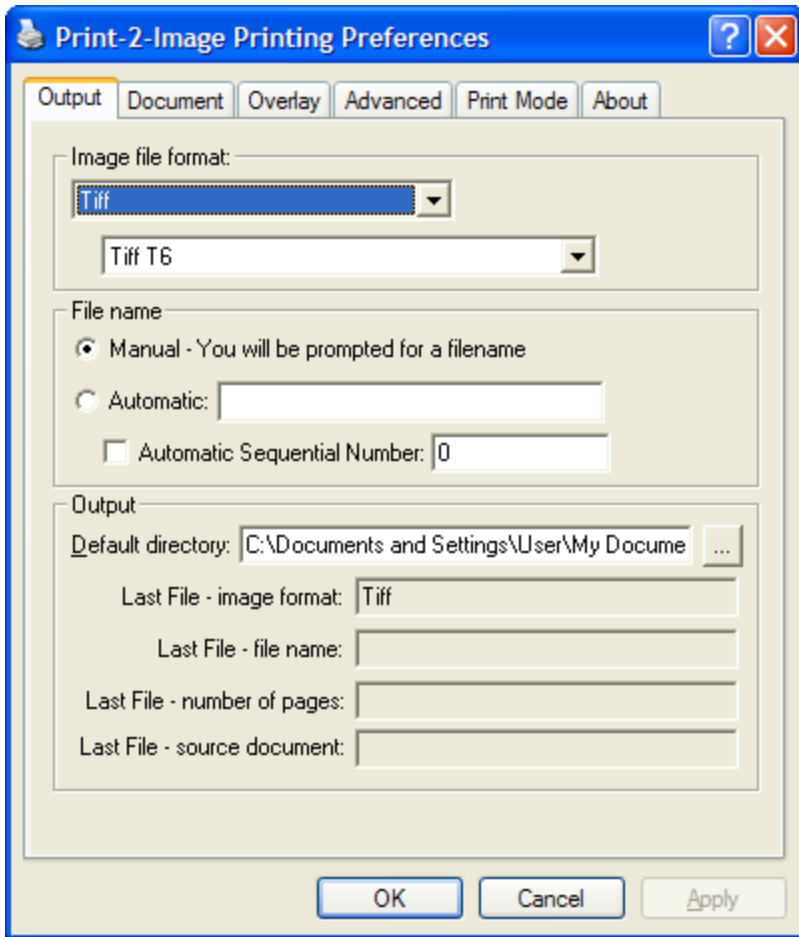 Print-2-Image Printing Preferences
Output Document Overlay Advanced Print Mode About
Image file format:
Tiff
Tiff T6
File name
Manual - You will be prompted for a filename
Automatic:
Automatic Sequential Number: 0
Output
Default directory: C:\Documents and Settings\User\My Docume ...
Last File - image format: Tiff
Last File - file name:
Last File - number of pages:
Last File - source document:
OK Cancel Apply